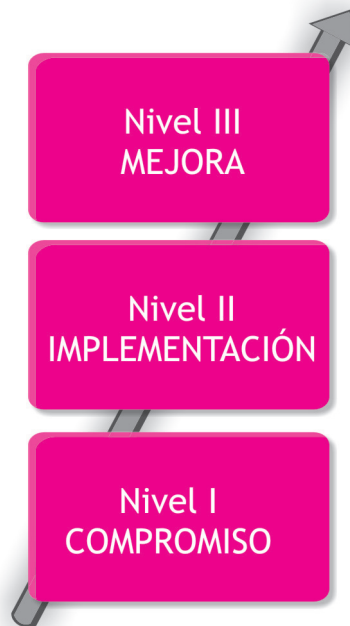 Nivel III
MEJORA
Nivel II
IMPLEMENTACIÓN
Nivel I
COMPROMISO